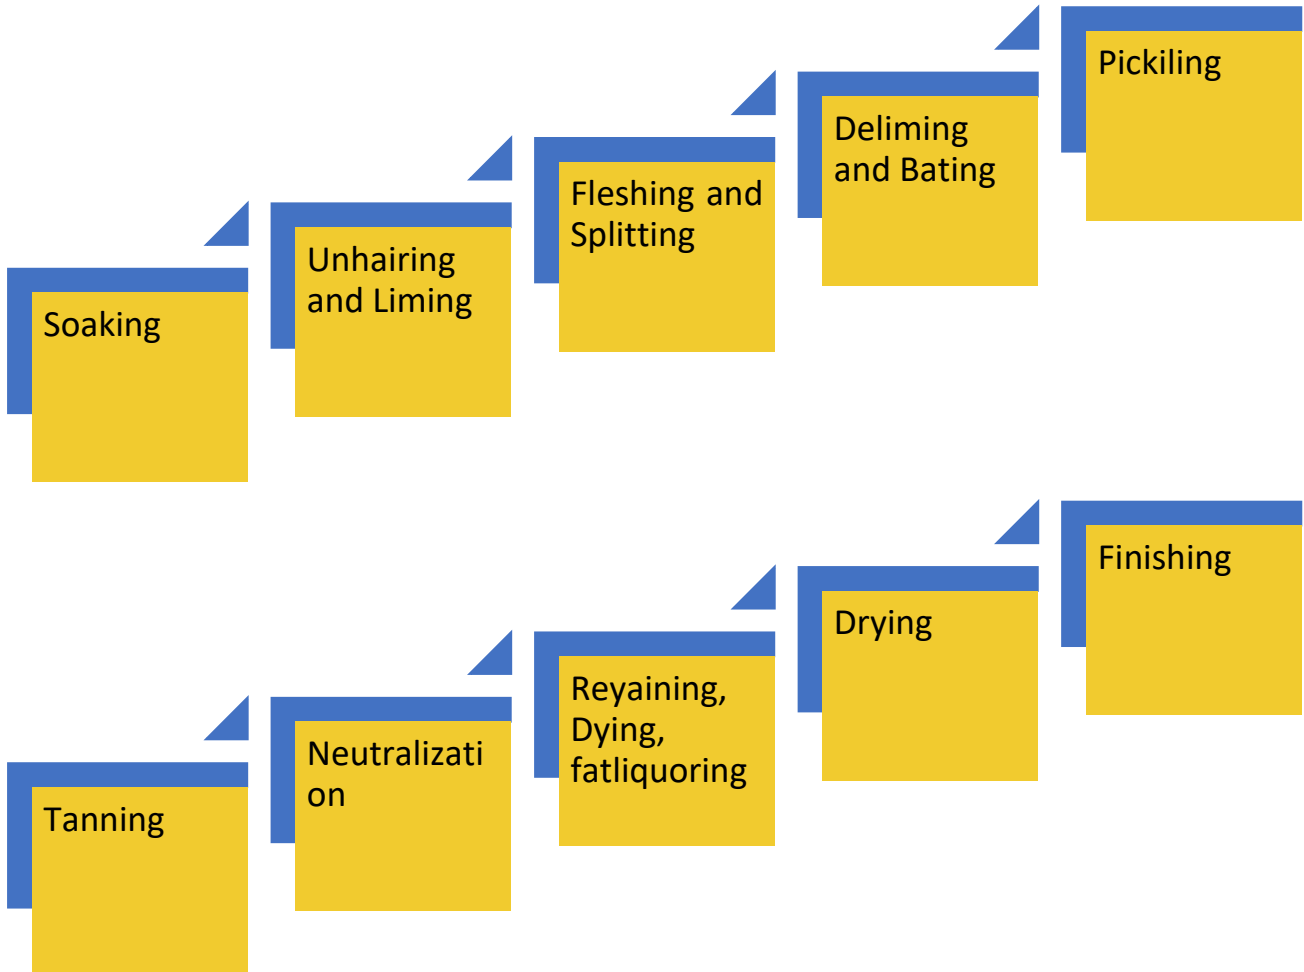 Soaking
Unhairing
and Liming
Fleshing and
Splitting
Deliming
and Bating
Pickiling
Tanning
Neutralizati
on
Reyaining,
Dying,
fatliquoring
Drying
Finishing